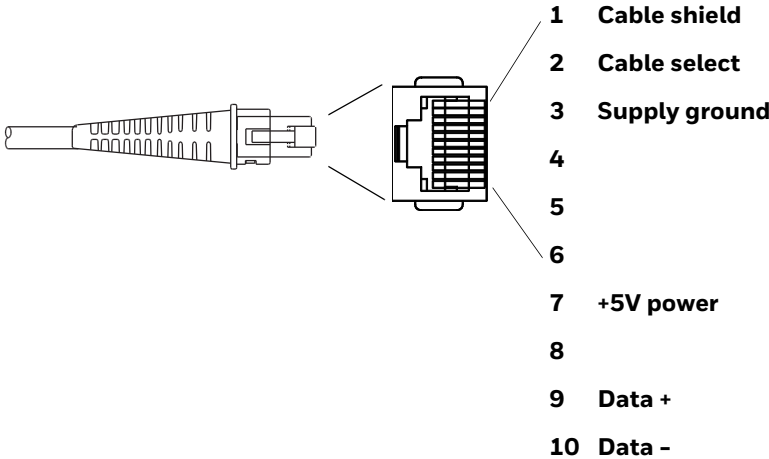 1 Cable shield
2 Cable select
3 Supply ground
4
5
6
7 +5V power
8
9 Data +
10 Data -